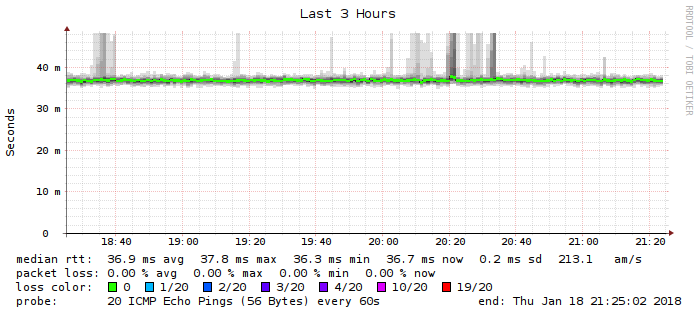 Last 3 Hours
RRDTOOL / TOBI OETIKER
Seconds
40 m
30 m
20 m
10 m
0
18:40 19:00 19:20 19:40 20:00 20:20 20:40 21:00 21:20
median rtt: 36.9 ms avg 37.8 ms max 36.3 ms min 36.7 ms now 0.2 ms sd 213.1 am/s
packet loss: 0.00 % avg 0.00 % max 0.00 % min 0.00 % now
loss color: 0 1/20 2/20 3/20 4/20 10/20 19/20
probe: 20 ICMP Echo Pings (56 Bytes) every 60s end: Thu Jan 18 21:25:02 2018